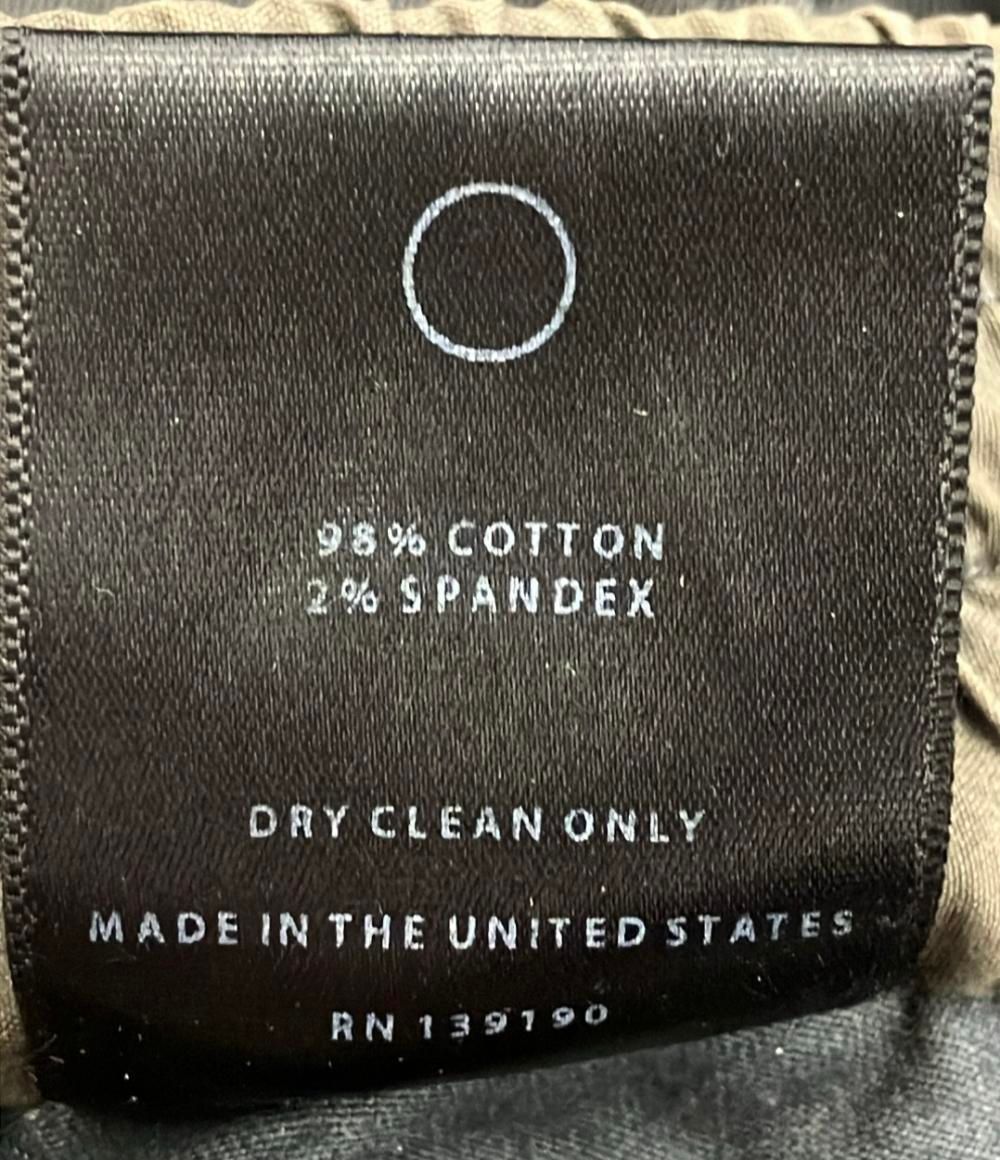 98% COTTON
2% SPANDEX
DRY CLEAN ONLY
MADE IN THE UNITED STATES
RN 139190